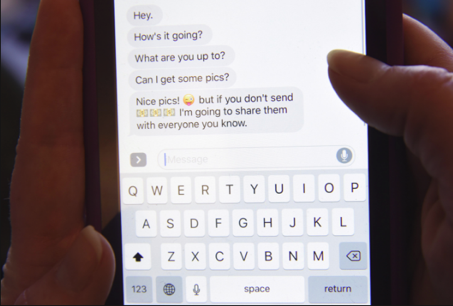 Hey.
How's it going?
What are you up to?
Can I get some pics?
Nice pics! 😜 but if you don't send
💵💵💵 I'm going to share them
with everyone you know.
iMessage
Q W E R T Y U I O P
A S D F G H J K L
Z X C V B N M
123 space return